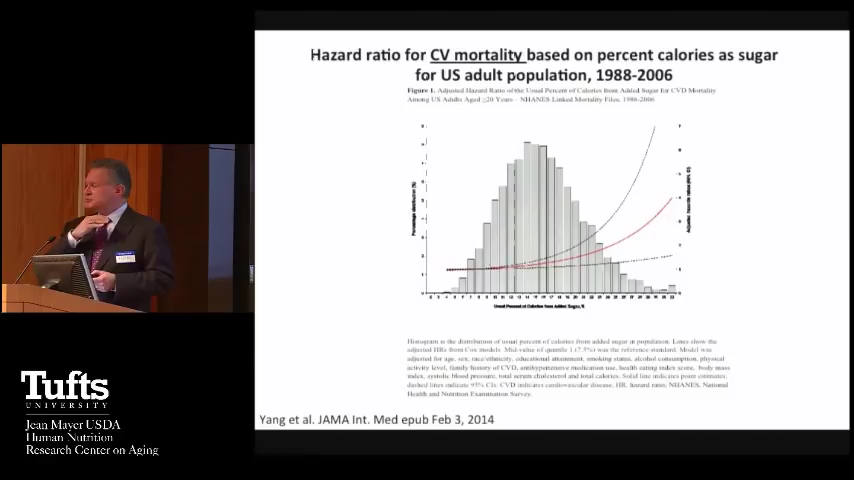 Hazard ratio for CV mortality based on percent calories as sugar
for US adult population, 1988-2006
Figure 1. Adjusted Hazard Ratio of the Usual Percent of Calories from Added Sugar for CVD Mortality
Among US Adults Aged ≥20 Years – NHANES Linked Mortality Files, 1988-2006
Percentage distribution (%)
Usual Percent of Calories from Added Sugar, %
Histogram is the distribution of usual percent of calories from added sugar in population. Lines show the
adjusted HRs from Cox models. Mid-value of quintile 1 (7.5%) was the reference standard. Model was
adjusted for age, sex, race/ethnicity, educational attainment, smoking status, alcohol consumption, physical
activity level, family history of CVD, antihypertensive medication use, health eating index score, body mass
index, systolic blood pressure, total serum cholesterol and total calories. Solid line indicates point estimates;
dashed lines indicate 95% CIs. CVD indicates cardiovascular disease, HR, hazard ratio; NHANES, National
Health and Nutrition Examination Survey.
Yang et al. JAMA Int. Med epub Feb 3, 2014
Tufts
UNIVERSITY
Jean Mayer USDA
Human Nutrition
Research Center on Aging